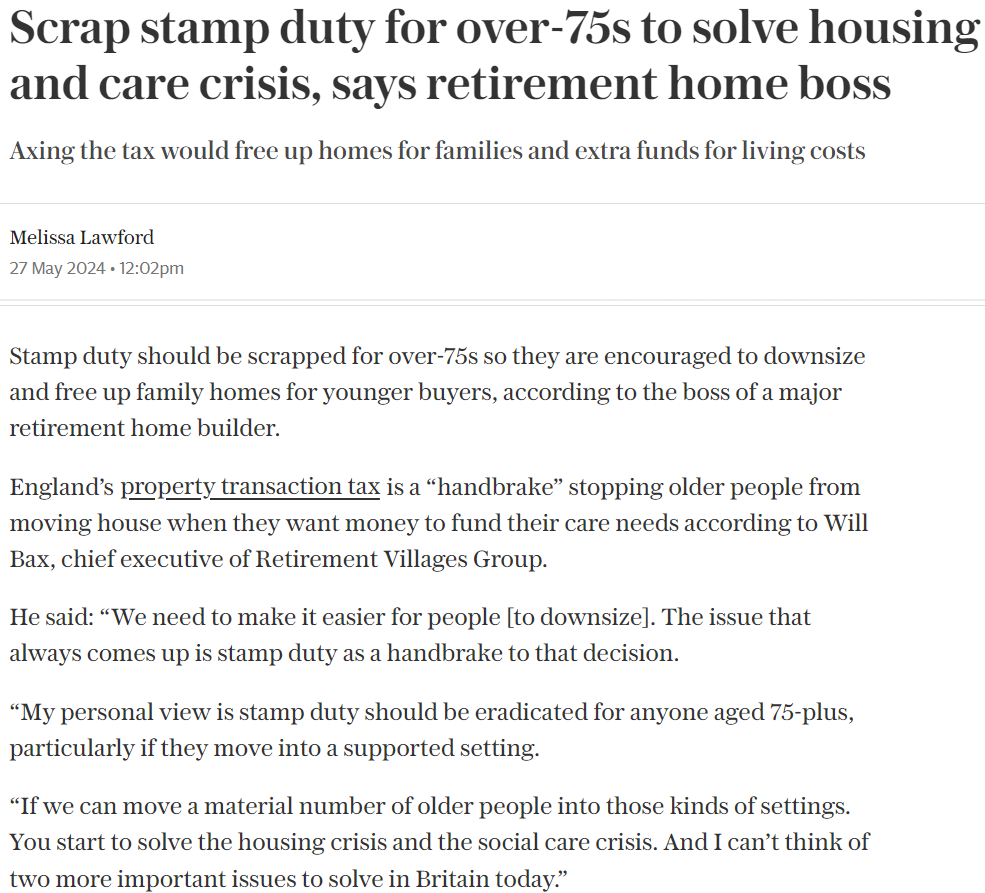 Scrap stamp duty for over-75s to solve housing
and care crisis, says retirement home boss
Axing the tax would free up homes for families and extra funds for living costs
Melissa Lawford
27 May 2024 • 12:02pm
Stamp duty should be scrapped for over-75s so they are encouraged to downsize
and free up family homes for younger buyers, according to the boss of a major
retirement home builder.
England’s property transaction tax is a “handbrake” stopping older people from
moving house when they want money to fund their care needs according to Will
Bax, chief executive of Retirement Villages Group.
He said: “We need to make it easier for people [to downsize]. The issue that
always comes up is stamp duty as a handbrake to that decision.
“My personal view is stamp duty should be eradicated for anyone aged 75-plus,
particularly if they move into a supported setting.
“If we can move a material number of older people into those kinds of settings.
You start to solve the housing crisis and the social care crisis. And I can’t think of
two more important issues to solve in Britain today.”